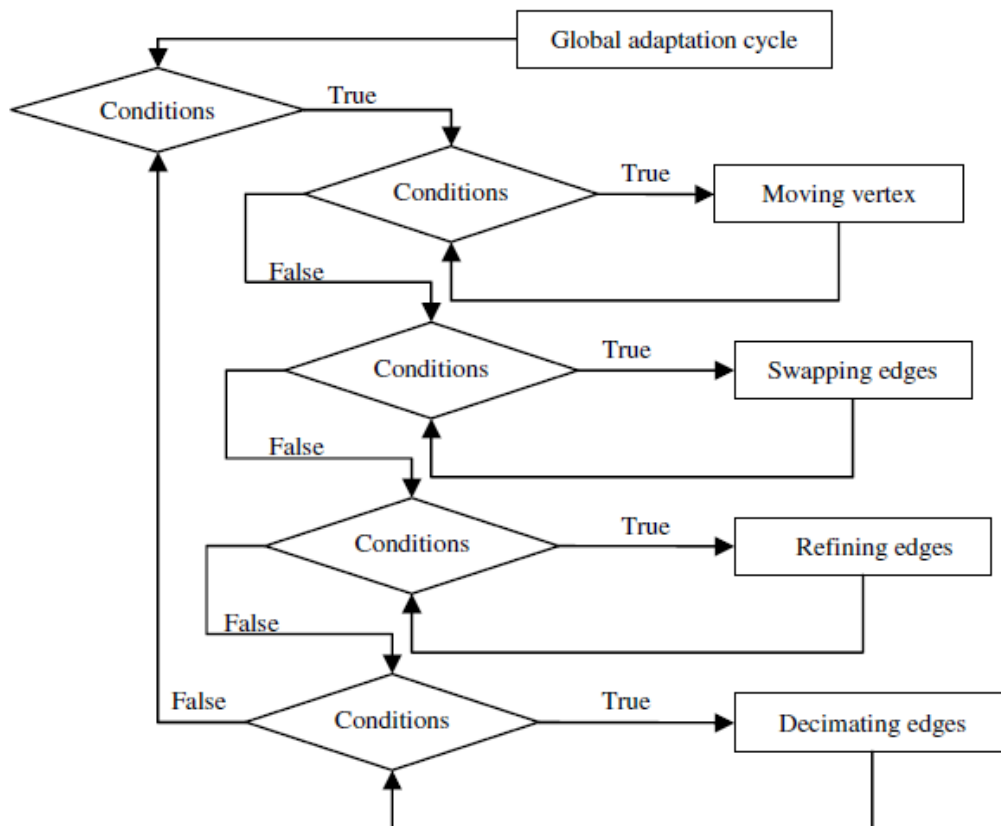 Global adaptation cycle
Conditions
True
Conditions
True
Moving vertex
False
Conditions
True
Swapping edges
False
Conditions
True
Refining edges
False
Conditions
False
True
Decimating edges